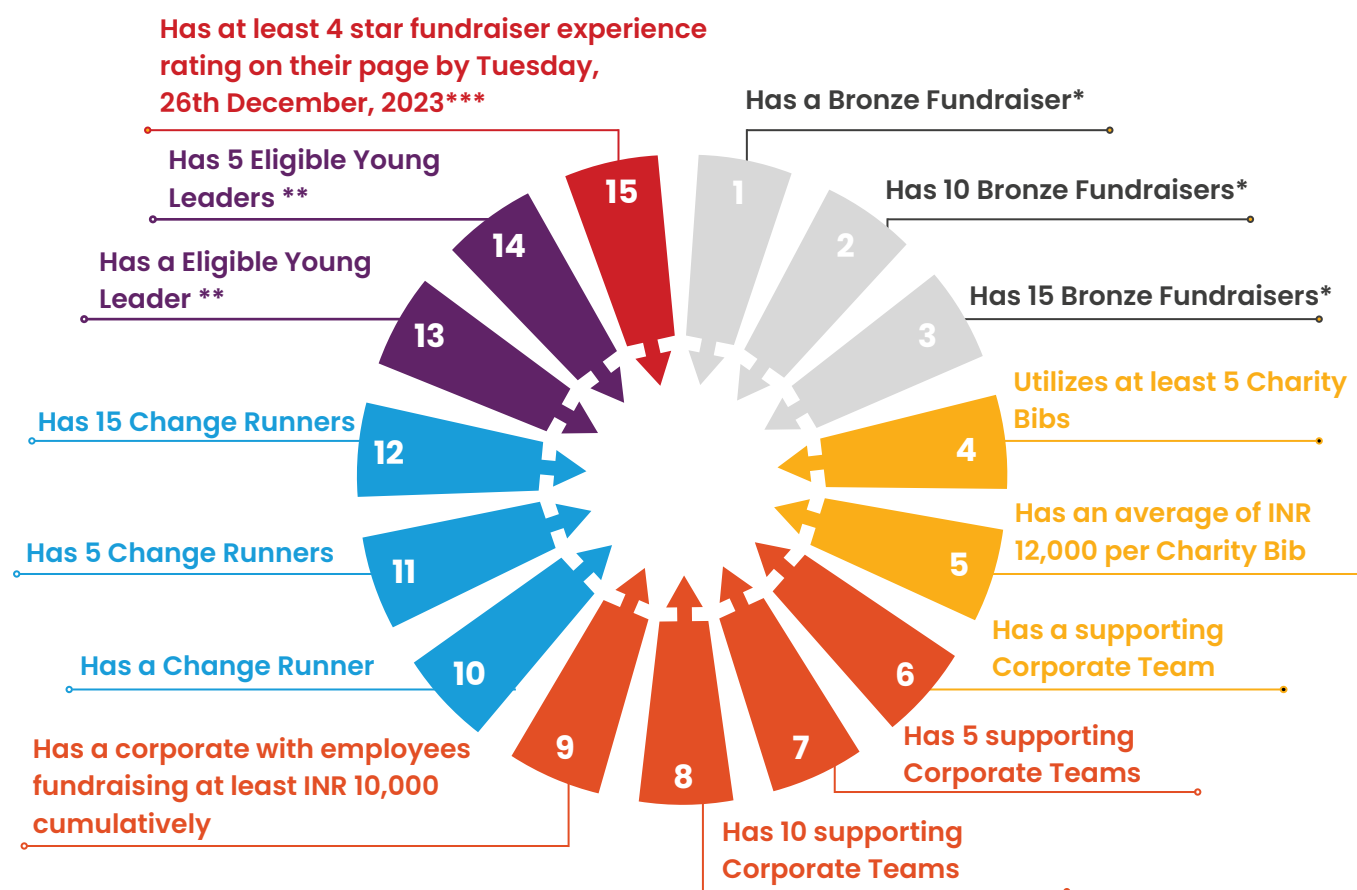 Has at least 4 star fundraiser experience
rating on their page by Tuesday,
26th December, 2023***
Has a Bronze Fundraiser*
Has 5 Eligible Young
Leaders **
Has 10 Bronze Fundraisers*
Has a Eligible Young
Leader **
Has 15 Bronze Fundraisers*
15
1
14
2
13
3
Utilizes at least 5 Charity
Bibs
Has 15 Change Runners
12
4
Has an average of INR
12,000 per Charity Bib
Has 5 Change Runners
11
5
Has a supporting
Corporate Team
Has a Change Runner
10
6
Has a corporate with employees
fundraising at least INR 10,000
cumulatively
9
8
7
Has 5 supporting
Corporate Teams
Has 10 supporting
Corporate Teams